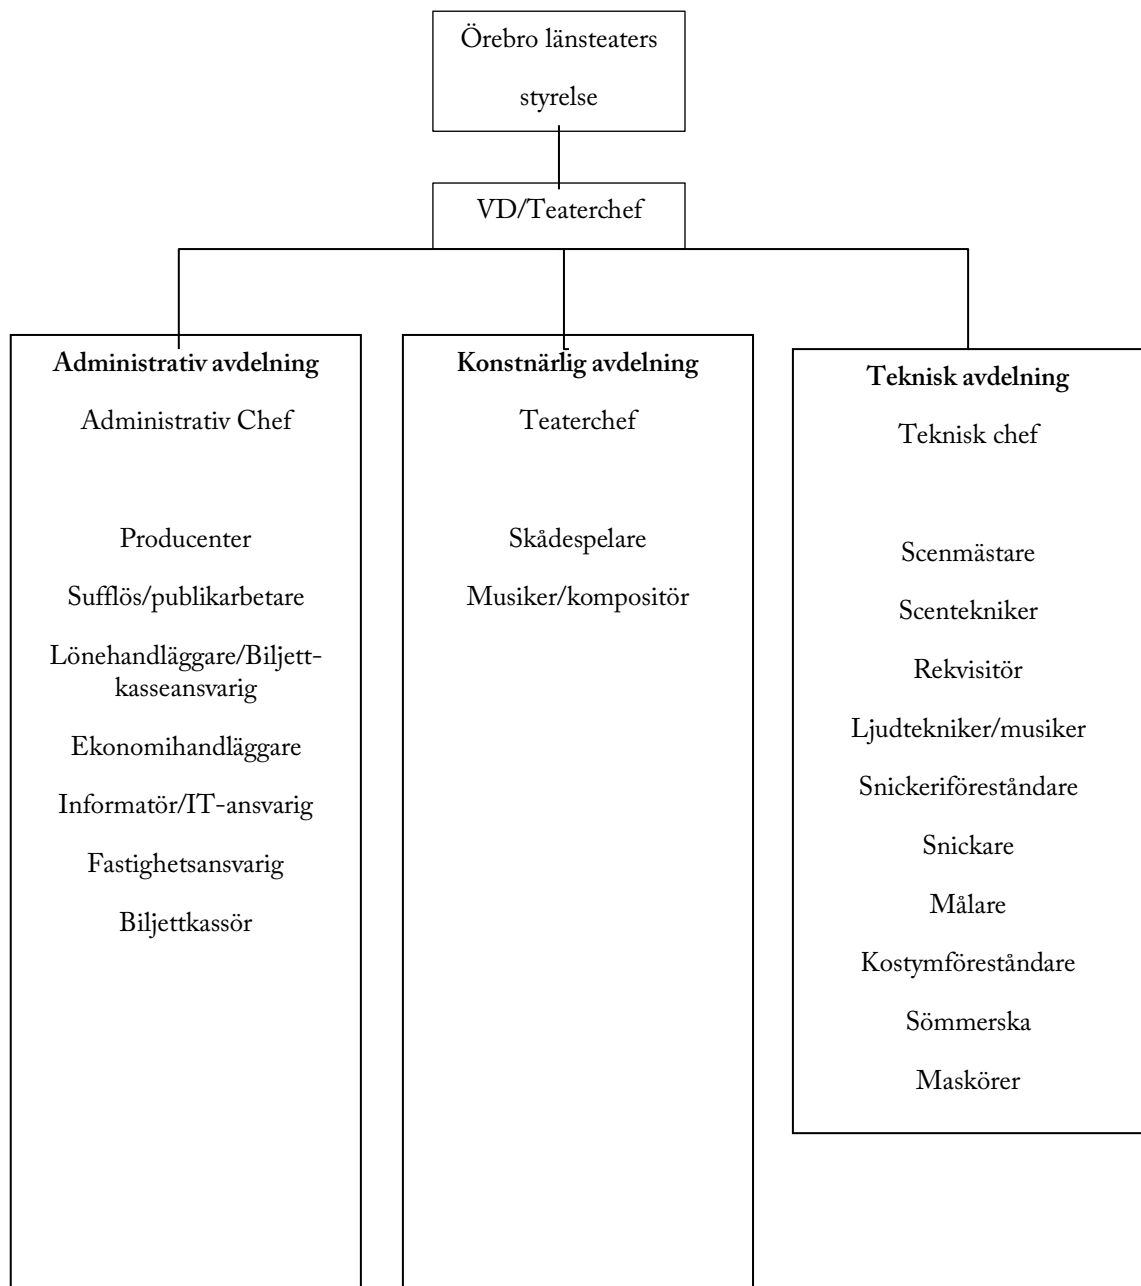 Örebro länsteaters
styrelse
VD/Teaterchef
Administrativ avdelning
Administrativ Chef
Producenter
Sufflös/publikarbetare
Lönehandläggare/Biljett-
kasseansvarig
Ekonomihandläggare
Informatör/IT-ansvarig
Fastighetsansvarig
Biljettkassör
Konstnärlig avdelning
Teaterchef
Skådespelare
Musiker/kompositör
Teknisk avdelning
Teknisk chef
Scenmästare
Scentekniker
Rekvisitör
Ljudtekniker/musiker
Snickeriföreståndare
Snickare
Målare
Kostymföreståndare
Sömmerska
Maskörer